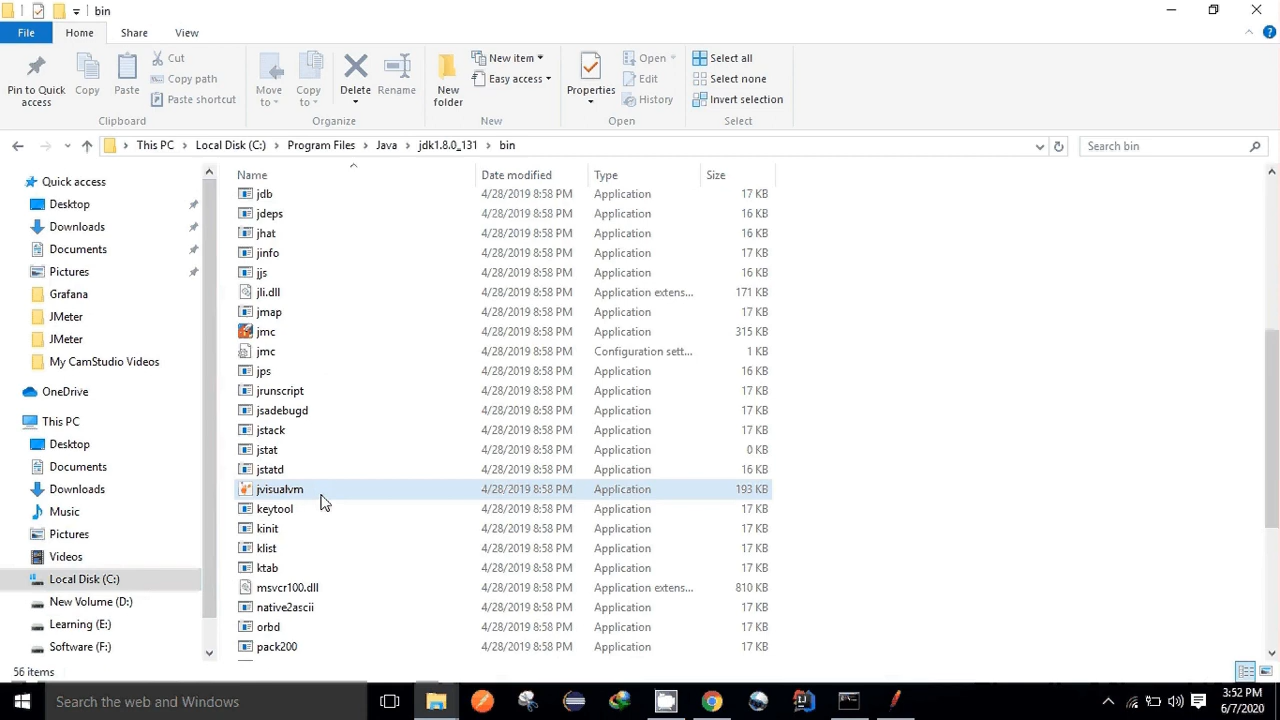 bin
File Home Share View
Pin to Quick access
Copy
Paste
Cut
Copy path
Paste shortcut
Clipboard
Move to
Copy to
Delete
Rename
Organize
New folder
New item
Easy access
New
Properties
Open
Edit
History
Open
Select all
Select none
Invert selection
Select
This PC Local Disk (C:) Program Files Java jdk1.8.0_131 bin
Search bin
Quick access
Desktop
Downloads
Documents
Pictures
Grafana
JMeter
JMeter
My CamStudio Videos
OneDrive
This PC
Desktop
Documents
Downloads
Music
Pictures
Videos
Local Disk (C:)
New Volume (D:)
Learning (E:)
Software (F:)
Name Date modified Type Size
jdb 4/28/2019 8:58 PM Application 17 KB
jdeps 4/28/2019 8:58 PM Application 16 KB
jhat 4/28/2019 8:58 PM Application 16 KB
jinfo 4/28/2019 8:58 PM Application 17 KB
jjs 4/28/2019 8:58 PM Application 16 KB
jli.dll 4/28/2019 8:58 PM Application extens... 171 KB
jmap 4/28/2019 8:58 PM Application 17 KB
jmc 4/28/2019 8:58 PM Application 315 KB
jmc 4/28/2019 8:58 PM Configuration sett... 1 KB
jps 4/28/2019 8:58 PM Application 16 KB
jrunscript 4/28/2019 8:58 PM Application 17 KB
jsadebugd 4/28/2019 8:58 PM Application 17 KB
jstack 4/28/2019 8:58 PM Application 17 KB
jstat 4/28/2019 8:58 PM Application 0 KB
jstatd 4/28/2019 8:58 PM Application 16 KB
jvisualvm 4/28/2019 8:58 PM Application 193 KB
keytool 4/28/2019 8:58 PM Application 17 KB
kinit 4/28/2019 8:58 PM Application 17 KB
klist 4/28/2019 8:58 PM Application 17 KB
ktab 4/28/2019 8:58 PM Application 17 KB
msvcr100.dll 4/28/2019 8:58 PM Application extens... 810 KB
native2ascii 4/28/2019 8:58 PM Application 17 KB
orbd 4/28/2019 8:58 PM Application 17 KB
pack200 4/28/2019 8:58 PM Application 17 KB
56 items
Search the web and Windows
3:52 PM
6/7/2020